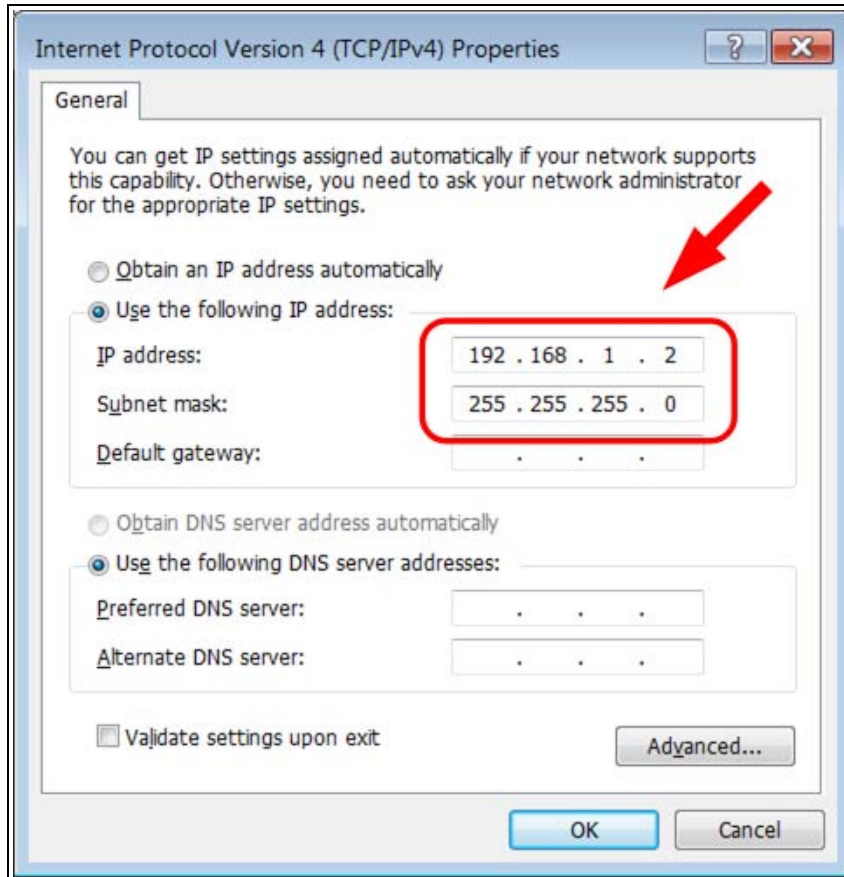 Internet Protocol Version 4 (TCP/IPv4) Properties
?
General
You can get IP settings assigned automatically if your network supports
this capability. Otherwise, you need to ask your network administrator
for the appropriate IP settings.
Obtain an IP address automatically
Use the following IP address:
IP address: 192 . 168 . 1 . 2
Subnet mask: 255 . 255 . 255 . 0
Default gateway: . . .
Obtain DNS server address automatically
Use the following DNS server addresses:
Preferred DNS server: . . .
Alternate DNS server: . . .
Validate settings upon exit
Advanced...
OK Cancel